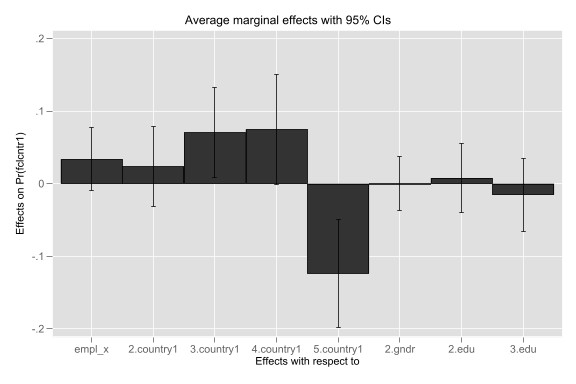 Average marginal effects with 95% CIs
.2
.1
0
-.1
-.2
Effects on Pr(fclcntr1)
empl_x 2.country1 3.country1 4.country1 5.country1 2.gndr 2.edu 3.edu
Effects with respect to